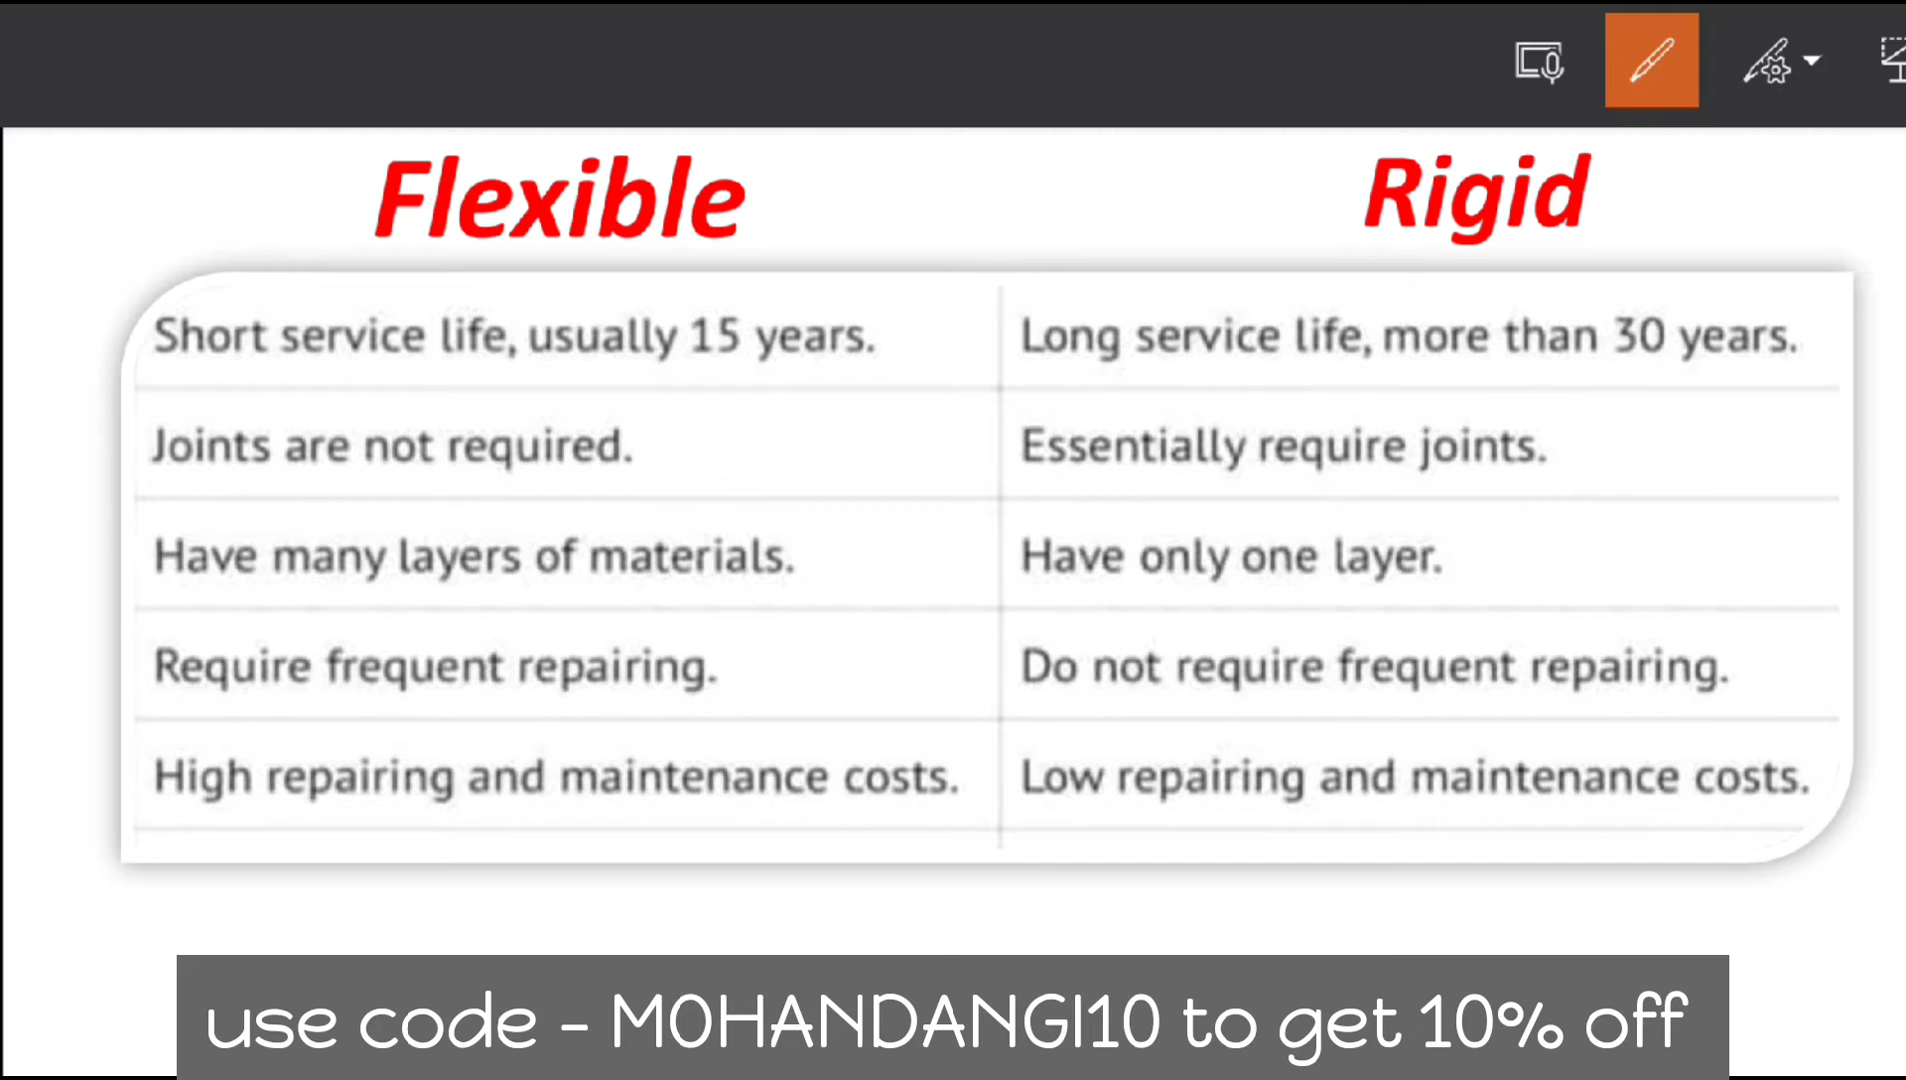 Flexible Rigid
Short service life, usually 15 years. Long service life, more than 30 years.
Joints are not required. Essentially require joints.
Have many layers of materials. Have only one layer.
Require frequent repairing. Do not require frequent repairing.
High repairing and maintenance costs. Low repairing and maintenance costs.
use code - MOHANDANGI10 to get 10% off